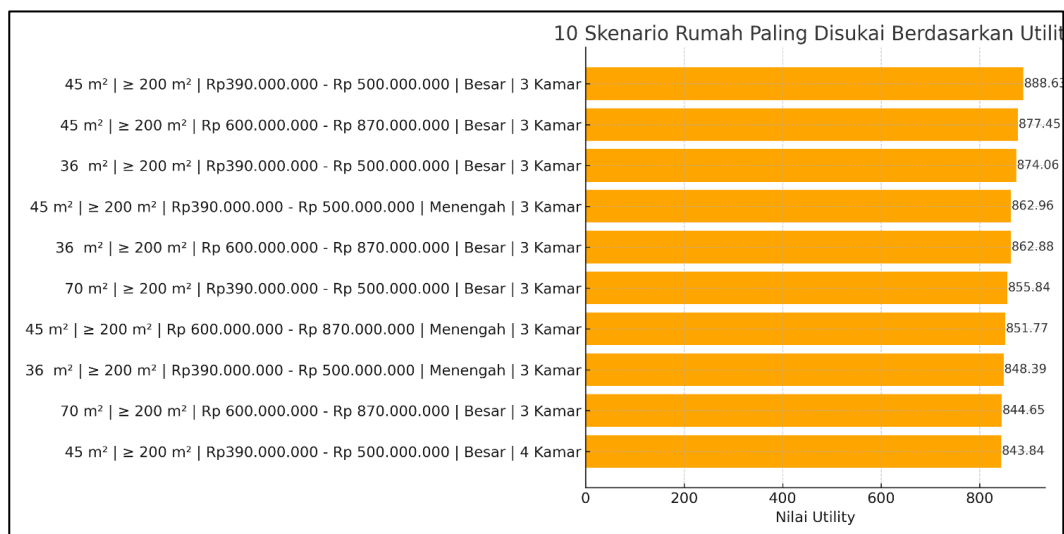 10 Skenario Rumah Paling Disukai Berdasarkan Utilit
45 m² | ≥ 200 m² | Rp390.000.000 - Rp 500.000.000 | Besar | 3 Kamar 888.63
45 m² | ≥ 200 m² | Rp 600.000.000 - Rp 870.000.000 | Besar | 3 Kamar 877.45
36  m² | ≥ 200 m² | Rp390.000.000 - Rp 500.000.000 | Besar | 3 Kamar 874.06
45 m² | ≥ 200 m² | Rp390.000.000 - Rp 500.000.000 | Menengah | 3 Kamar 862.96
36  m² | ≥ 200 m² | Rp 600.000.000 - Rp 870.000.000 | Besar | 3 Kamar 862.88
70 m² | ≥ 200 m² | Rp390.000.000 - Rp 500.000.000 | Besar | 3 Kamar 855.84
45 m² | ≥ 200 m² | Rp 600.000.000 - Rp 870.000.000 | Menengah | 3 Kamar 851.77
36  m² | ≥ 200 m² | Rp390.000.000 - Rp 500.000.000 | Menengah | 3 Kamar 848.39
70 m² | ≥ 200 m² | Rp 600.000.000 - Rp 870.000.000 | Besar | 3 Kamar 844.65
45 m² | ≥ 200 m² | Rp390.000.000 - Rp 500.000.000 | Besar | 4 Kamar 843.84
0 200 400 600 800
Nilai Utility